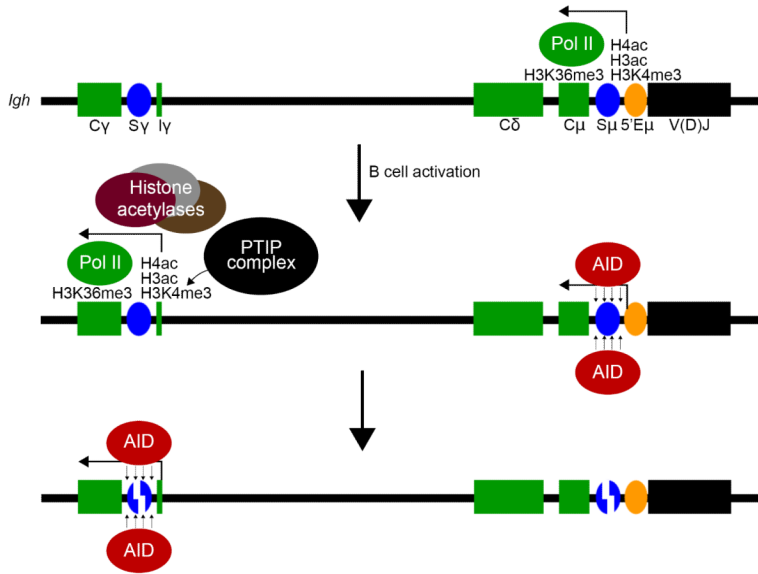 Pol II
H4ac
H3ac
H3K36me3 H3K4me3
Igh
Cγ Sγ Iγ Cδ Cμ Sμ 5'Eμ V(D)J
B cell activation
Histone
acetylases
PTIP
complex
Pol II
H4ac
H3ac
H3K36me3 H3K4me3
AID
AID
AID
AID